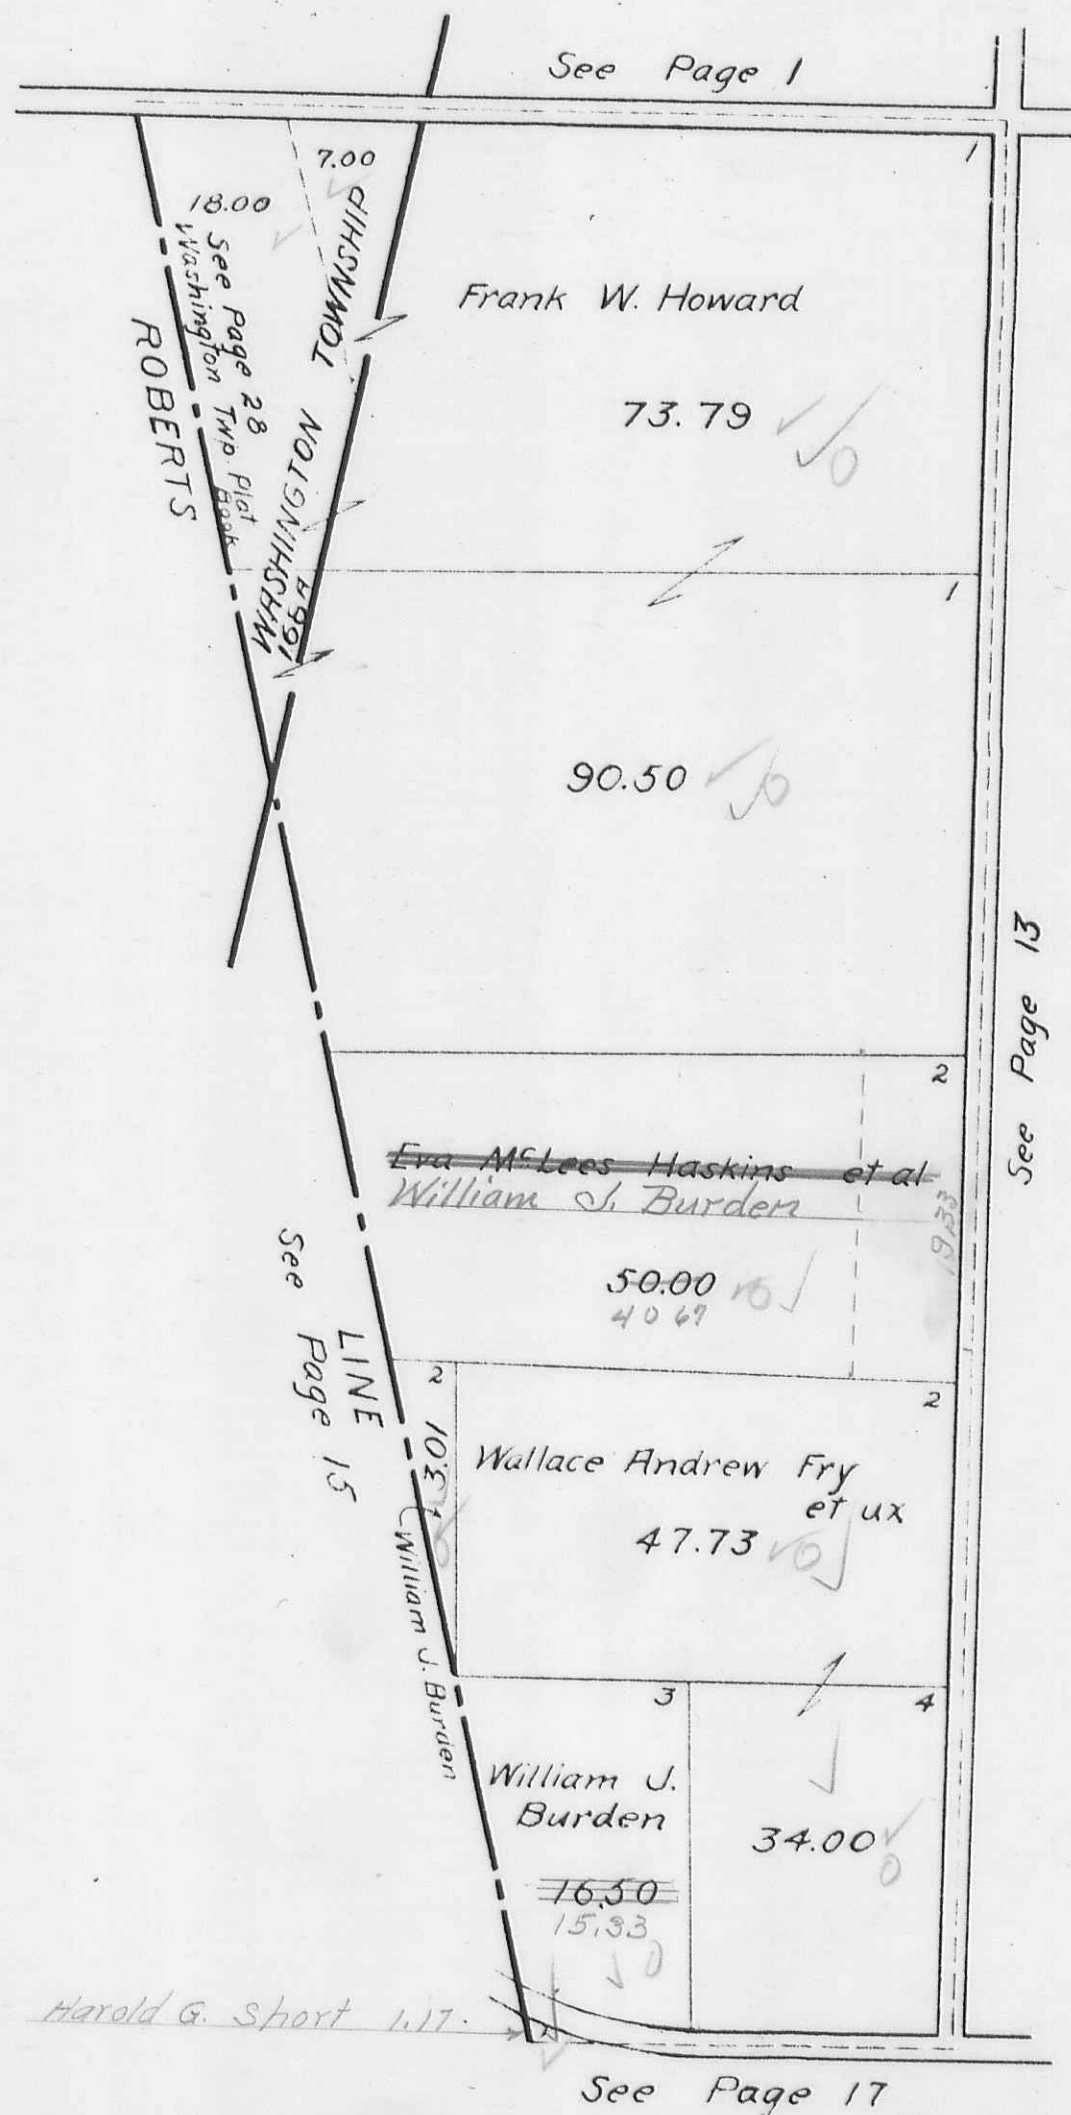 See Page 1
1
7.00
18.00
See Page 28
Washington Twp. Plat
Book
ROBERTS
WASHINGTON TOWNSHIP
Frank W. Howard
73.79
1
90.50
See Page 13
2
Eva McLees Haskins et al
William J. Burden
19.33
50.00
40 67
LINE
See Page 15
2
10.3
William J. Burden
2
Wallace Andrew Fry
et ux
47.73
3
William J.
Burden
16.50
15.33
4
34.00
Harold G. Short 1.17.
See Page 17